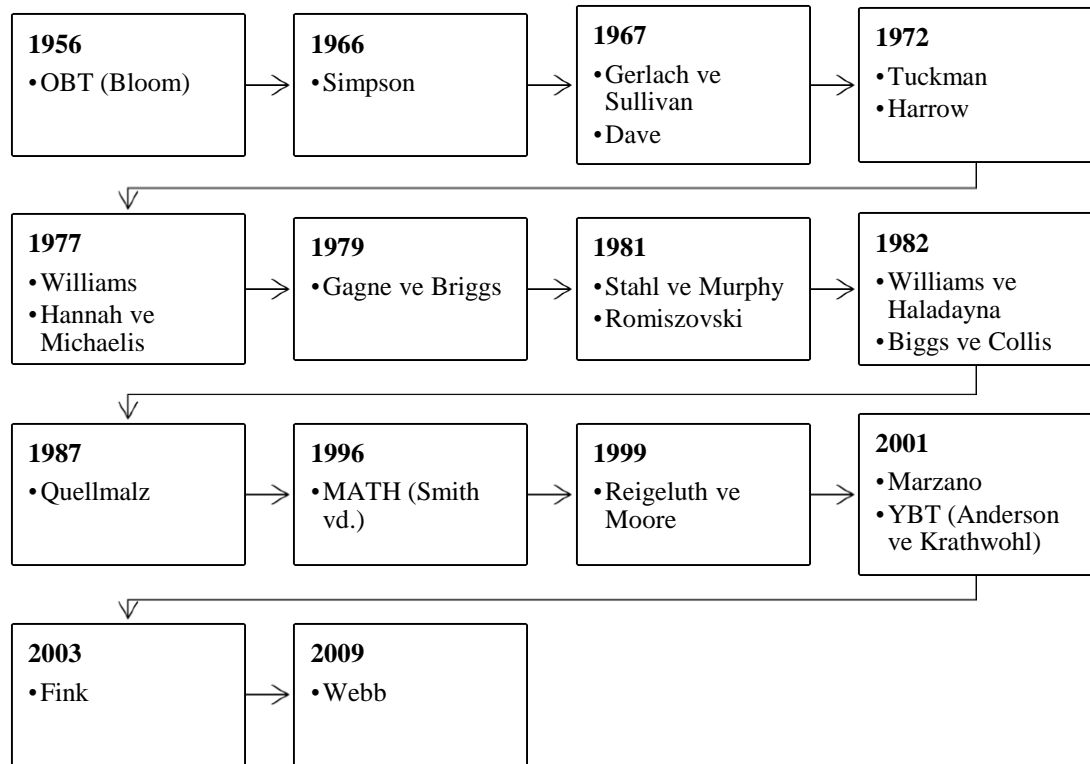 1956
•OBT (Bloom)
1966
•Simpson
1967
•Gerlach ve
Sullivan
•Dave
1972
•Tuckman
•Harrow
1977
•Williams
•Hannah ve
Michaelis
1979
•Gagne ve Briggs
1981
•Stahl ve Murphy
•Romiszovski
1982
•Williams ve
Haladayna
•Biggs ve Collis
1987
•Quellmalz
1996
•MATH (Smith
vd.)
1999
•Reigeluth ve
Moore
2001
•Marzano
•YBT (Anderson
ve Krathwohl)
2003
•Fink
2009
•Webb